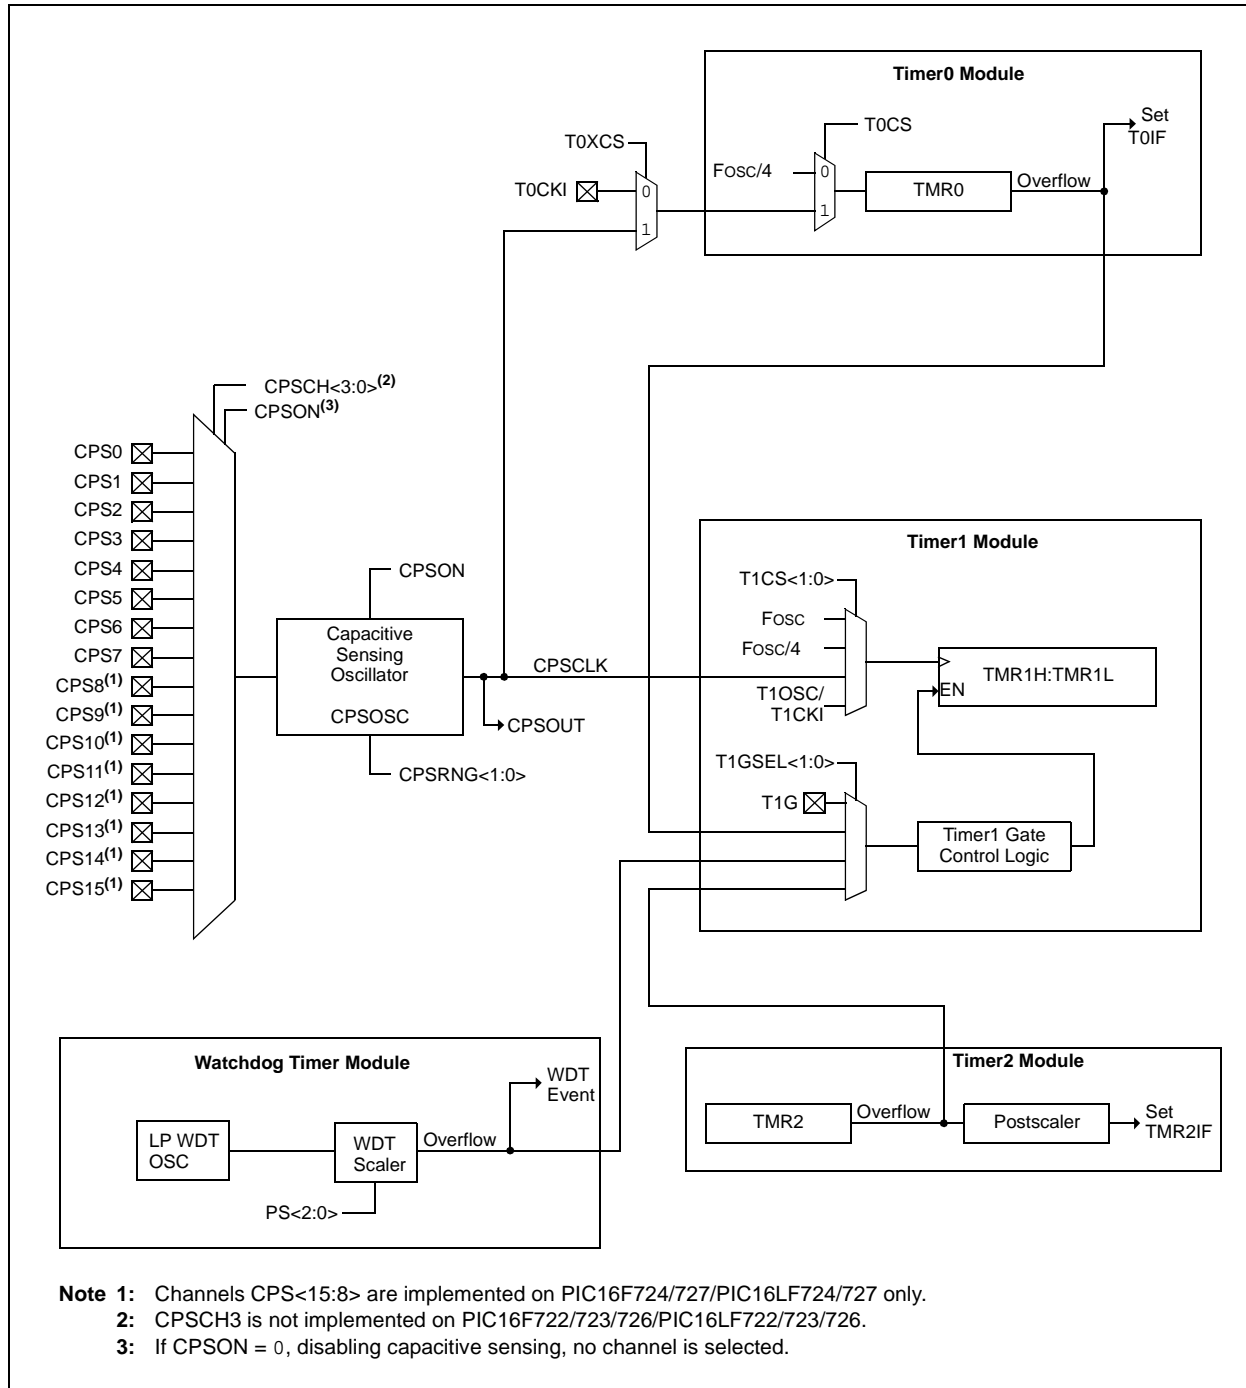 Timer0 Module
T0XCS
T0CS
Set
T0IF
FOSC/4
0
T0CKI
0
TMR0
Overflow
1
1
CPSCH<3:0>(2)
CPSON(3)
CPS0
CPS1
CPS2
CPS3
CPS4
CPS5
CPS6
CPS7
CPS8(1)
CPS9(1)
CPS10(1)
CPS11(1)
CPS12(1)
CPS13(1)
CPS14(1)
CPS15(1)
CPSON
Capacitive
Sensing
Oscillator
CPSOSC
CPSCLK
CPSOUT
CPSRNG<1:0>
Timer1 Module
T1CS<1:0>
FOSC
FOSC/4
T1OSC/
T1CKI
TMR1H:TMR1L
EN
T1GSEL<1:0>
T1G
Timer1 Gate
Control Logic
Watchdog Timer Module
WDT
Event
LP WDT
OSC
WDT
Scaler
Overflow
PS<2:0>
Timer2 Module
TMR2
Overflow
Postscaler
Set
TMR2IF
Note 1: Channels CPS<15:8> are implemented on PIC16F724/727/PIC16LF724/727 only.
2: CPSCH3 is not implemented on PIC16F722/723/726/PIC16LF722/723/726.
3: If CPSON = 0, disabling capacitive sensing, no channel is selected.